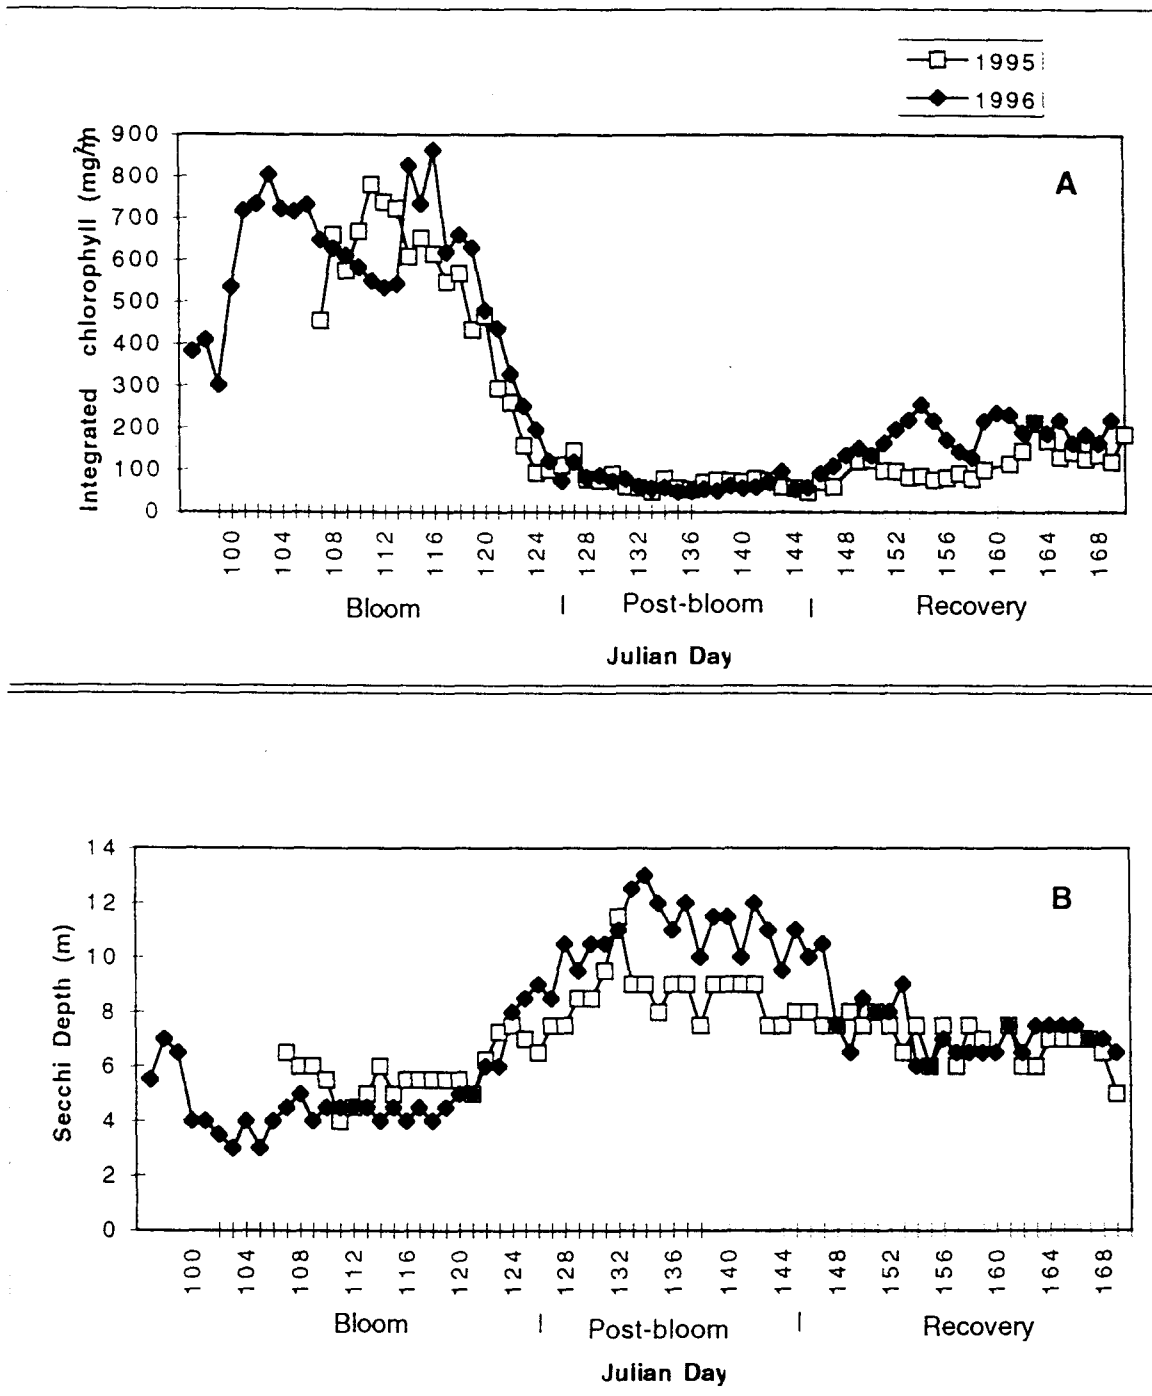 1995
1996
A
Integrated chlorophyll (mg/m²)
900
800
700
600
500
400
300
200
100
0
100 104 108 112 116 120 124 128 132 136 140 144 148 152 156 160 164 168
Bloom | Post-bloom | Recovery
Julian Day
B
Secchi Depth (m)
14
12
10
8
6
4
2
0
100 104 108 112 116 120 124 128 132 136 140 144 148 152 156 160 164 168
Bloom | Post-bloom | Recovery
Julian Day